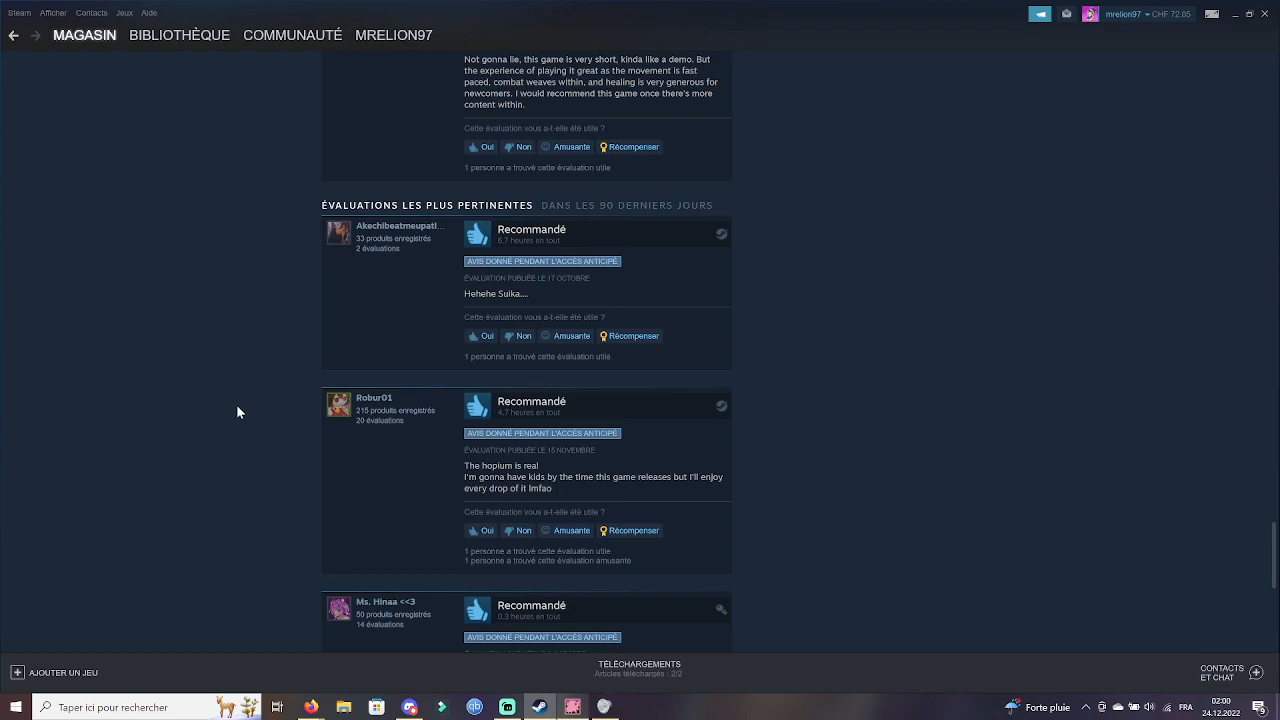 Steam Afficher Contacts Jeux Aide
mrelion97 CHF 72.05
MAGASIN BIBLIOTHÈQUE COMMUNAUTÉ MRELION97
Not gonna lie, this game is very short, kinda like a demo. But
the experience of playing it great as the movement is fast
paced, combat weaves within, and healing is very generous for
newcomers. I would recommend this game once there's more
content within.
Cette évaluation vous a-t-elle été utile ?
Oui Non Amusante Récompenser
1 personne a trouvé cette évaluation utile
ÉVALUATIONS LES PLUS PERTINENTES DANS LES 90 DERNIERS JOURS
Akechibeatmeupati...
33 produits enregistrés
2 évaluations
Recommandé
6.7 heures en tout
AVIS DONNÉ PENDANT L'ACCÈS ANTICIPÉ
ÉVALUATION PUBLIÉE LE 17 OCTOBRE
Hehehe Suika....
Cette évaluation vous a-t-elle été utile ?
Oui Non Amusante Récompenser
1 personne a trouvé cette évaluation utile
Robur01
215 produits enregistrés
20 évaluations
Recommandé
4.7 heures en tout
AVIS DONNÉ PENDANT L'ACCÈS ANTICIPÉ
ÉVALUATION PUBLIÉE LE 15 NOVEMBRE
The hopium is real
I'm gonna have kids by the time this game releases but I'll enjoy
every drop of it lmfao
Cette évaluation vous a-t-elle été utile ?
Oui Non Amusante Récompenser
1 personne a trouvé cette évaluation utile
1 personne a trouvé cette évaluation amusante
Ms. Hinaa <<3
50 produits enregistrés
14 évaluations
Recommandé
0.3 heures en tout
AVIS DONNÉ PENDANT L'ACCÈS ANTICIPÉ
AJOUTER UN JEU
TÉLÉCHARGEMENTS
Articles téléchargés : 2/2
CONTACTS
ET CHAT
Taper ici pour rechercher
Forte pluie
FRA
02:00
24.12.2022